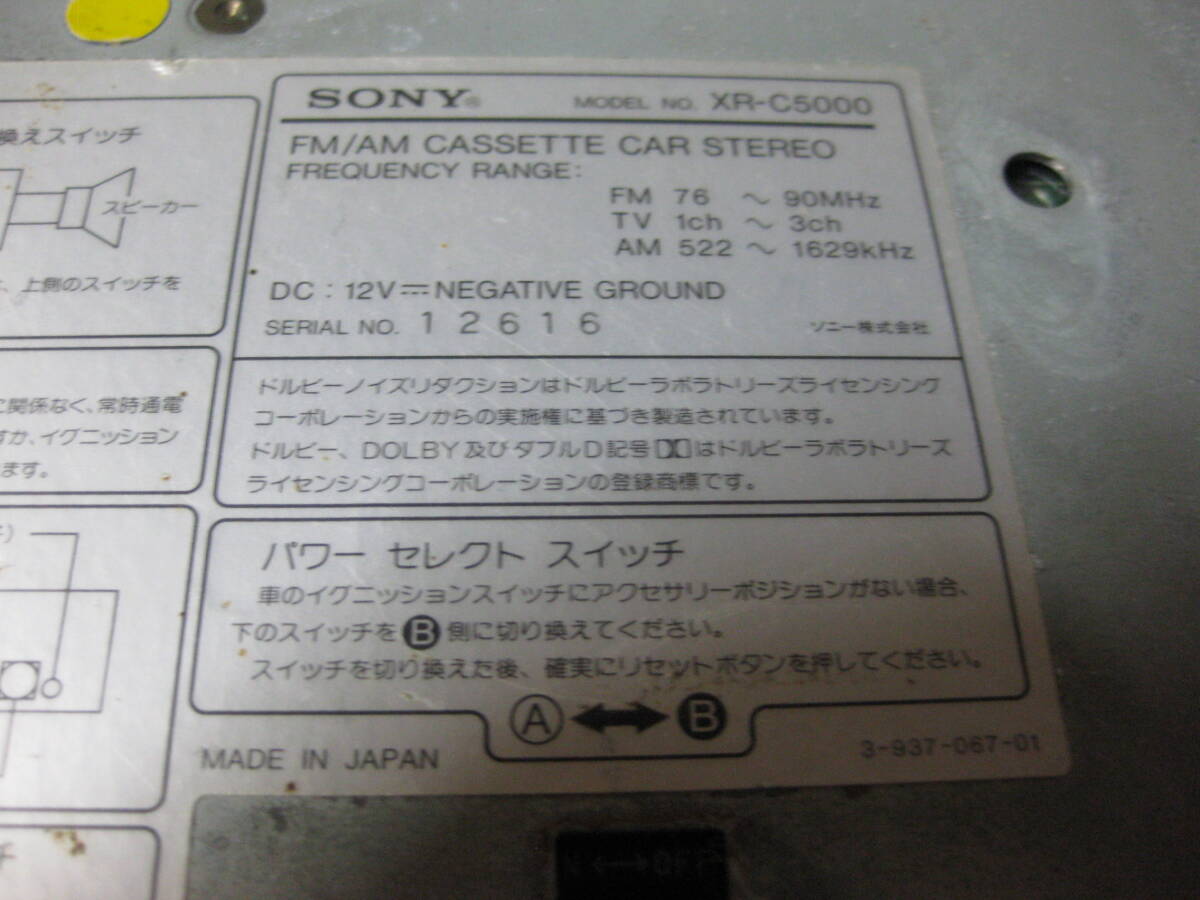 SONY® MODEL NO. XR-C5000
FM/AM CASSETTE CAR STEREO
FREQUENCY RANGE:
FM 76 ～ 90MHz
TV 1ch ～ 3ch
AM 522 ～ 1629kHz
DC : 12V⎓NEGATIVE GROUND
SERIAL NO. 12616 ソニー株式会社
ドルビーノイズリダクションはドルビーラボラトリーズライセンシング
コーポレーションからの実施権に基づき製造されています。
ドルビー、DOLBY及びダブルD記号はドルビーラボラトリーズ
ライセンシングコーポレーションの登録商標です。
パワー セレクト スイッチ
車のイグニッションスイッチにアクセサリーポジションがない場合、
下のスイッチをB側に切り換えてください。
スイッチを切り換えた後、確実にリセットボタンを押してください。
A ↔ B
MADE IN JAPAN 3-937-067-01
換えスイッチ
スピーカー
、上側のスイッチを
に関係なく、常時通電
すが、イグニッション
ます。